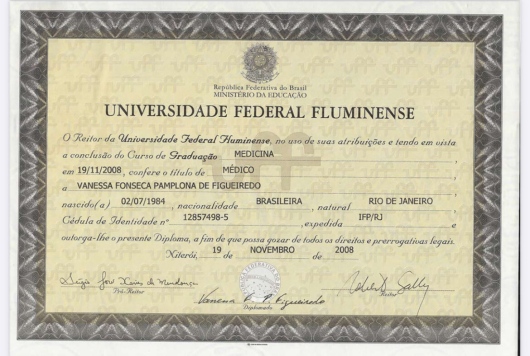 República Federativa do Brasil
MINISTÉRIO DA EDUCAÇÃO
UNIVERSIDADE FEDERAL FLUMINENSE
O Reitor da Universidade Federal Fluminense, no uso de suas atribuições e tendo em vista
a conclusão do Curso de Graduação MEDICINA,
em 19/11/2008, confere o título de MÉDICO
a VANESSA FONSECA PAMPLONA DE FIGUEIREDO
nascido(a) 02/07/1984, nacionalidade BRASILEIRA, natural RIO DE JANEIRO,
Cédula de Identidade nº 12857498-5, expedida IFP/RJ e
outorga-lhe o presente Diploma, a fim de que possa gozar de todos os direitos e prerrogativas legais.
Niterói, 19 de NOVEMBRO de 2008
Pró-Reitor
Reitor
Diplomado